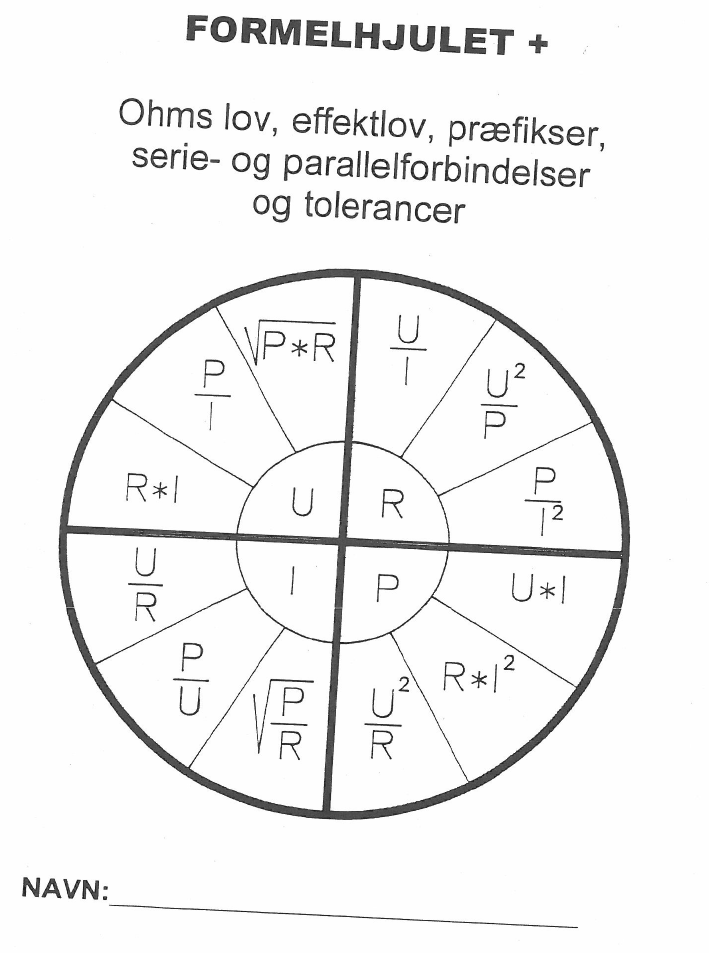 FORMELHJULET +
Ohms lov, effektlov, præfikser,
serie- og parallelforbindelser
og tolerancer
√P*R
U
I
P
I
U²
P
R*I
P
I²
U
R
I
P
U
R
U*I
P
U
R*I²
√P
R
U²
R
NAVN: